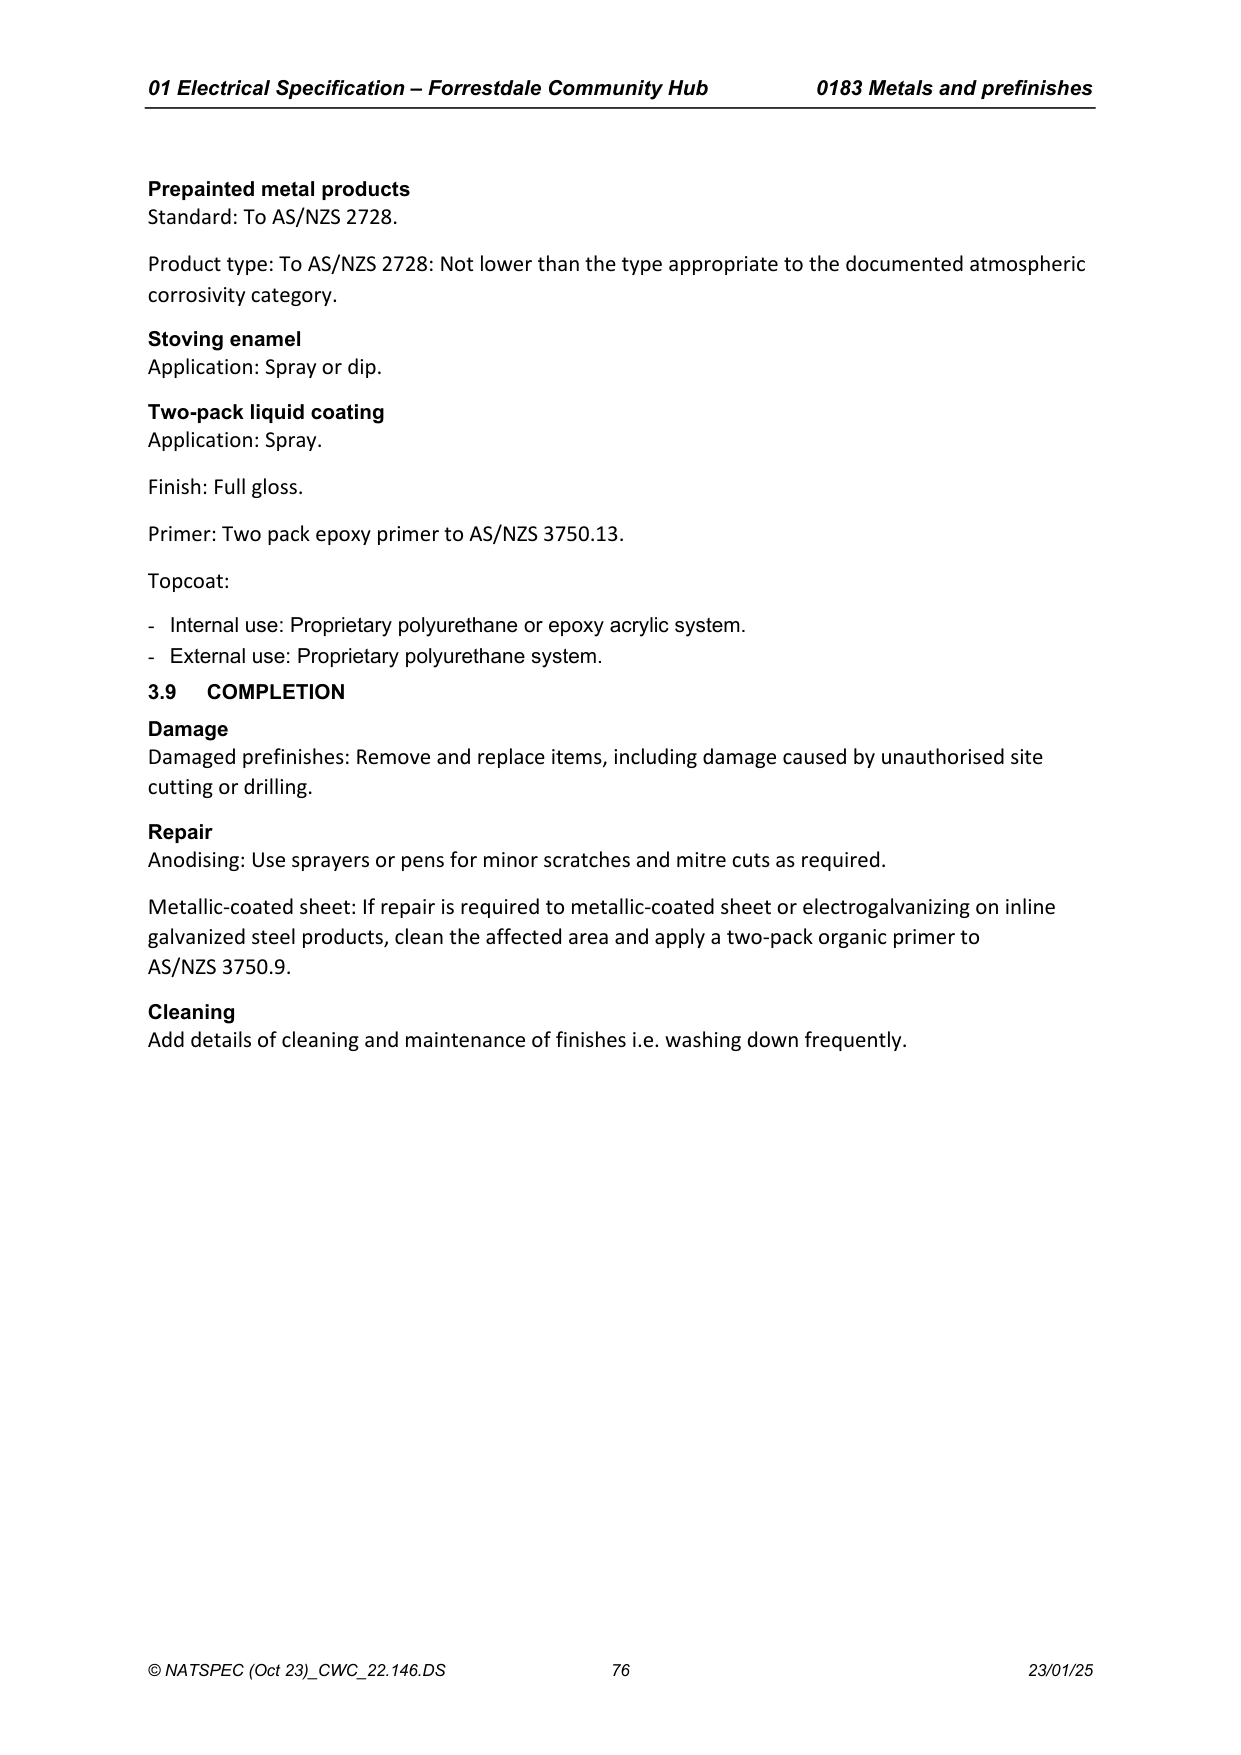 01 Electrical Specification – Forrestdale Community Hub 0183 Metals and prefinishes
Prepainted metal products
Standard: To AS/NZS 2728.
Product type: To AS/NZS 2728: Not lower than the type appropriate to the documented atmospheric
corrosivity category.
Stoving enamel
Application: Spray or dip.
Two-pack liquid coating
Application: Spray.
Finish: Full gloss.
Primer: Two pack epoxy primer to AS/NZS 3750.13.
Topcoat:
- Internal use: Proprietary polyurethane or epoxy acrylic system.
- External use: Proprietary polyurethane system.
3.9 COMPLETION
Damage
Damaged prefinishes: Remove and replace items, including damage caused by unauthorised site
cutting or drilling.
Repair
Anodising: Use sprayers or pens for minor scratches and mitre cuts as required.
Metallic-coated sheet: If repair is required to metallic-coated sheet or electrogalvanizing on inline
galvanized steel products, clean the affected area and apply a two-pack organic primer to
AS/NZS 3750.9.
Cleaning
Add details of cleaning and maintenance of finishes i.e. washing down frequently.
© NATSPEC (Oct 23)_CWC_22.146.DS 76 23/01/25